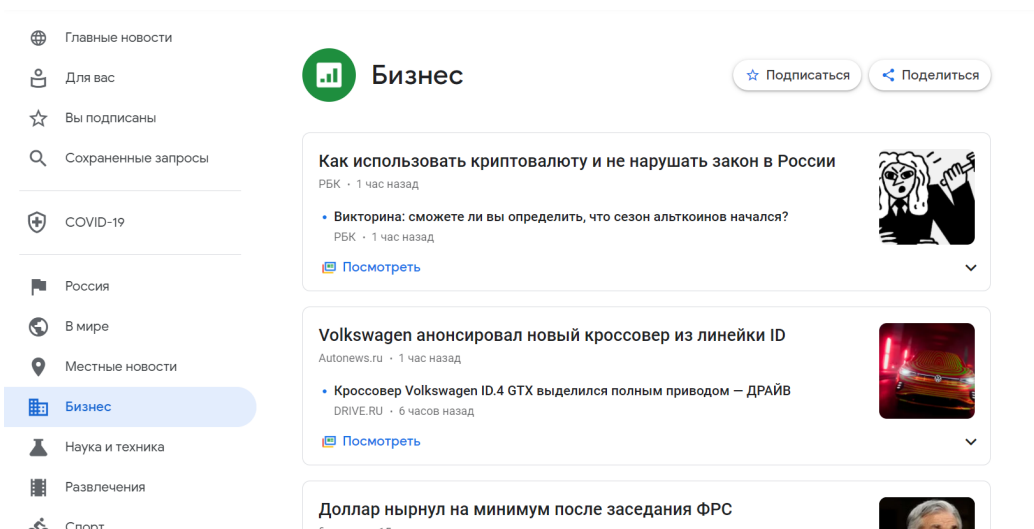 Главные новости
Для вас
Вы подписаны
Сохраненные запросы
COVID-19
Россия
В мире
Местные новости
Бизнес
Наука и техника
Развлечения
Спорт
Бизнес
Подписаться
Поделиться
Как использовать криптовалюту и не нарушать закон в России
РБК · 1 час назад
• Викторина: сможете ли вы определить, что сезон альткоинов начался?
РБК · 1 час назад
Посмотреть
Volkswagen анонсировал новый кроссовер из линейки ID
Autonews.ru · 1 час назад
• Кроссовер Volkswagen ID.4 GTX выделился полным приводом — ДРАЙВ
DRIVE.RU · 6 часов назад
Посмотреть
Доллар нырнул на минимум после заседания ФРС